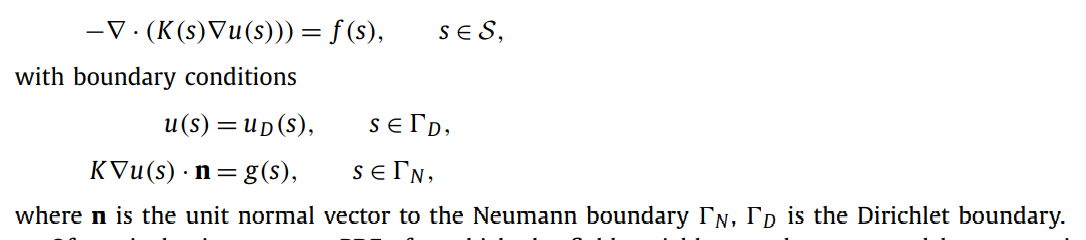 −∇ · (K(s)∇u(s))) = f(s), s ∈ 𝒮,
with boundary conditions
u(s) = u_D(s), s ∈ Γ_D,
K∇u(s) · n = g(s), s ∈ Γ_N,
where n is the unit normal vector to the Neumann boundary Γ_N, Γ_D is the Dirichlet boundary.